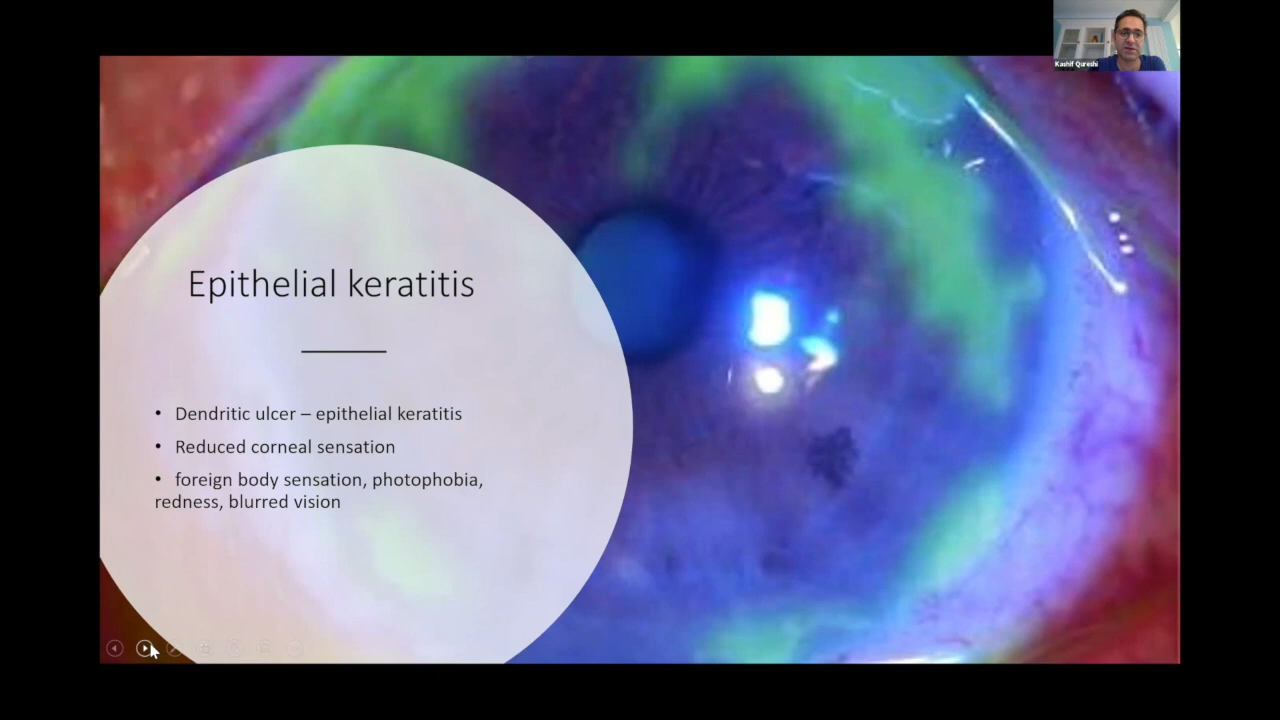 Kashif Qureshi
Epithelial keratitis
• Dendritic ulcer – epithelial keratitis
• Reduced corneal sensation
• foreign body sensation, photophobia,
redness, blurred vision